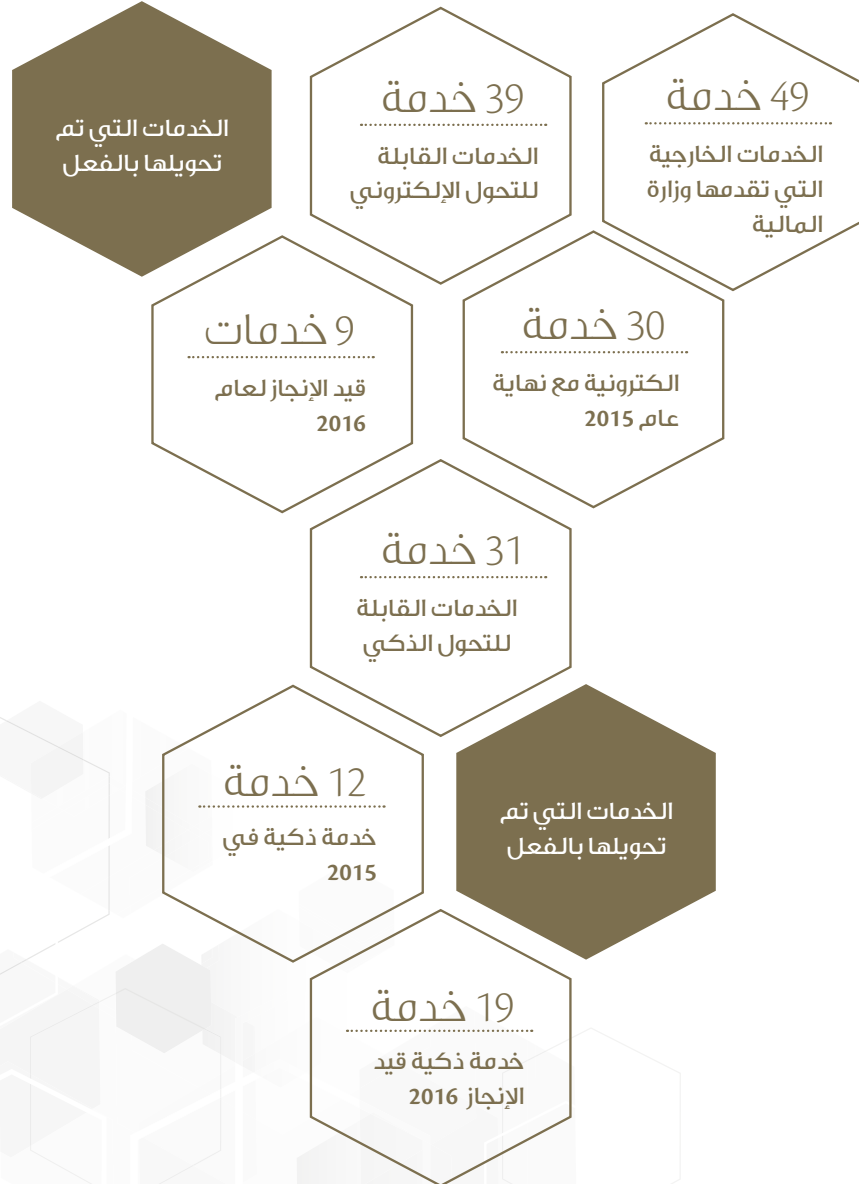 49 خدمة
الخدمات الخارجية
التي تقدمها وزارة
المالية
39 خدمة
الخدمات القابلة
للتحول الإلكتروني
الخدمات التي تم
تحويلها بالفعل
30 خدمة
الكترونية مع نهاية
عام 2015
9 خدمات
قيد الإنجاز لعام
2016
31 خدمة
الخدمات القابلة
للتحول الذكي
الخدمات التي تم
تحويلها بالفعل
12 خدمة
خدمة ذكية في
2015
19 خدمة
خدمة ذكية قيد
الإنجاز 2016